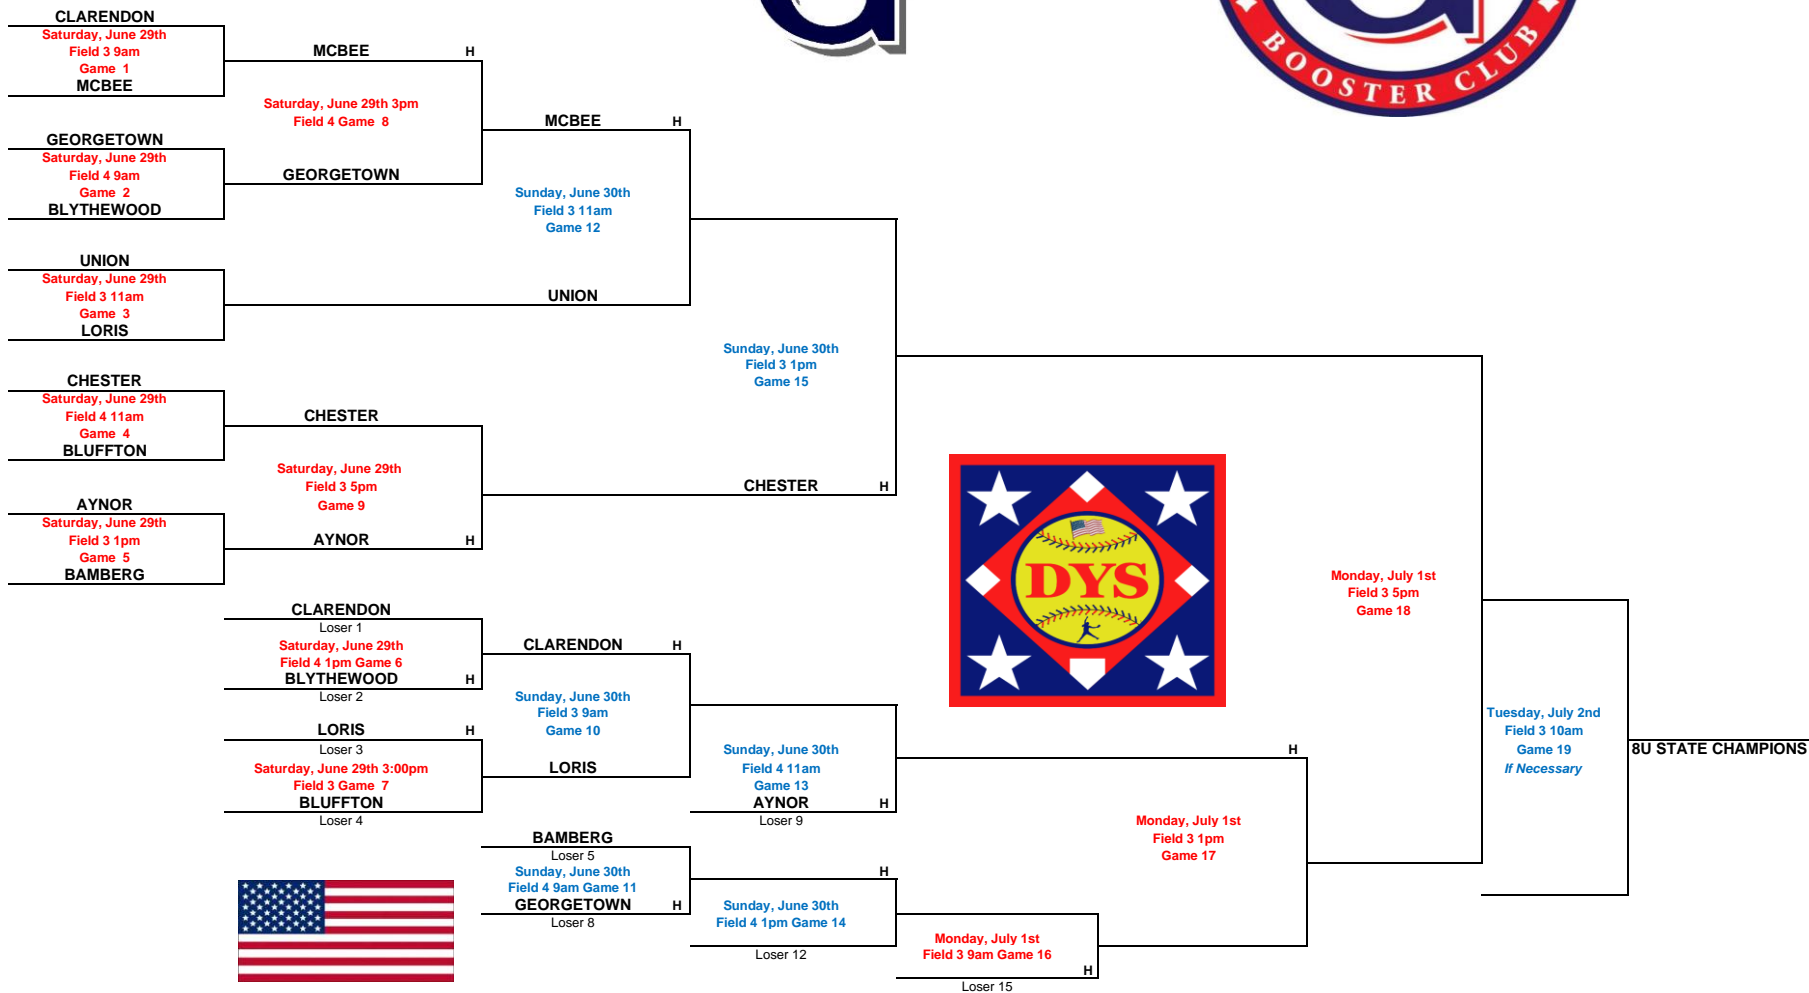 CLARENDON
Saturday, June 29th
Field 3 9am
Game 1
MCBEE
MCBEE H
Saturday, June 29th 3pm
Field 4 Game 8
GEORGETOWN
Saturday, June 29th
Field 4 9am
Game 2
BLYTHEWOOD
GEORGETOWN
MCBEE H
Sunday, June 30th
Field 3 11am
Game 12
UNION
Saturday, June 29th
Field 3 11am
Game 3
LORIS
UNION
Sunday, June 30th
Field 3 1pm
Game 15
CHESTER
Saturday, June 29th
Field 4 11am
Game 4
BLUFFTON
CHESTER
Saturday, June 29th
Field 3 5pm
Game 9
CHESTER H
AYNOR
Saturday, June 29th
Field 3 1pm
Game 5
BAMBERG
AYNOR H
BOOSTER CLUB
DYS
Monday, July 1st
Field 3 5pm
Game 18
CLARENDON
Loser 1
Saturday, June 29th
Field 4 1pm Game 6
BLYTHEWOOD H
Loser 2
CLARENDON H
Sunday, June 30th
Field 3 9am
Game 10
LORIS H
Loser 3
Saturday, June 29th 3:00pm
Field 3 Game 7
BLUFFTON
Loser 4
LORIS
Sunday, June 30th
Field 4 11am
Game 13
AYNOR H
Loser 9
H
Tuesday, July 2nd
Field 3 10am
Game 19
If Necessary
8U STATE CHAMPIONS
BAMBERG
Loser 5
Sunday, June 30th
Field 4 9am Game 11
GEORGETOWN H
Loser 8
H
Sunday, June 30th
Field 4 1pm Game 14
Loser 12
Monday, July 1st
Field 3 1pm
Game 17
Monday, July 1st
Field 3 9am Game 16
H
Loser 15